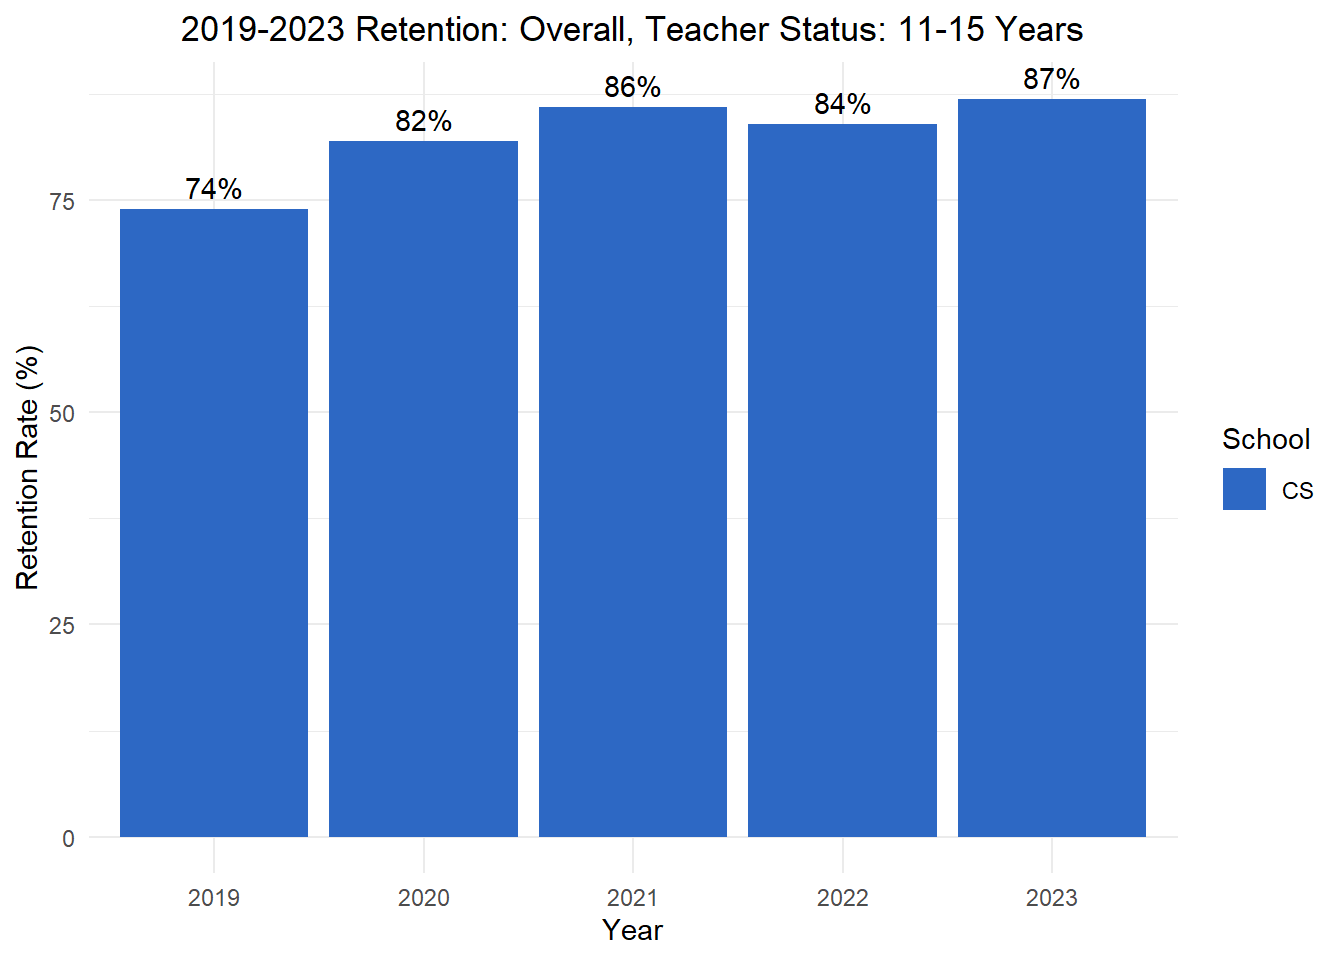 2019-2023 Retention: Overall, Teacher Status: 11-15 Years
74%
82%
86%
84%
87%
75
50
25
0
Retention Rate (%)
2019
2020
2021
2022
2023
Year
School
CS